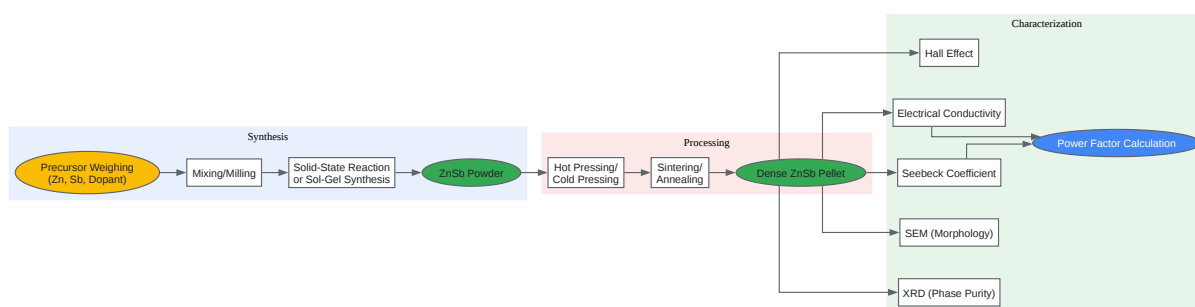 Characterization
Hall Effect
Electrical Conductivity
Synthesis
Processing
Power Factor Calculation
Precursor Weighing
(Zn, Sb, Dopant)
Mixing/Milling
Solid-State Reaction
or Sol-Gel Synthesis
ZnSb Powder
Hot Pressing/
Cold Pressing
Sintering/
Annealing
Dense ZnSb Pellet
Seebeck Coefficient
SEM (Morphology)
XRD (Phase Purity)